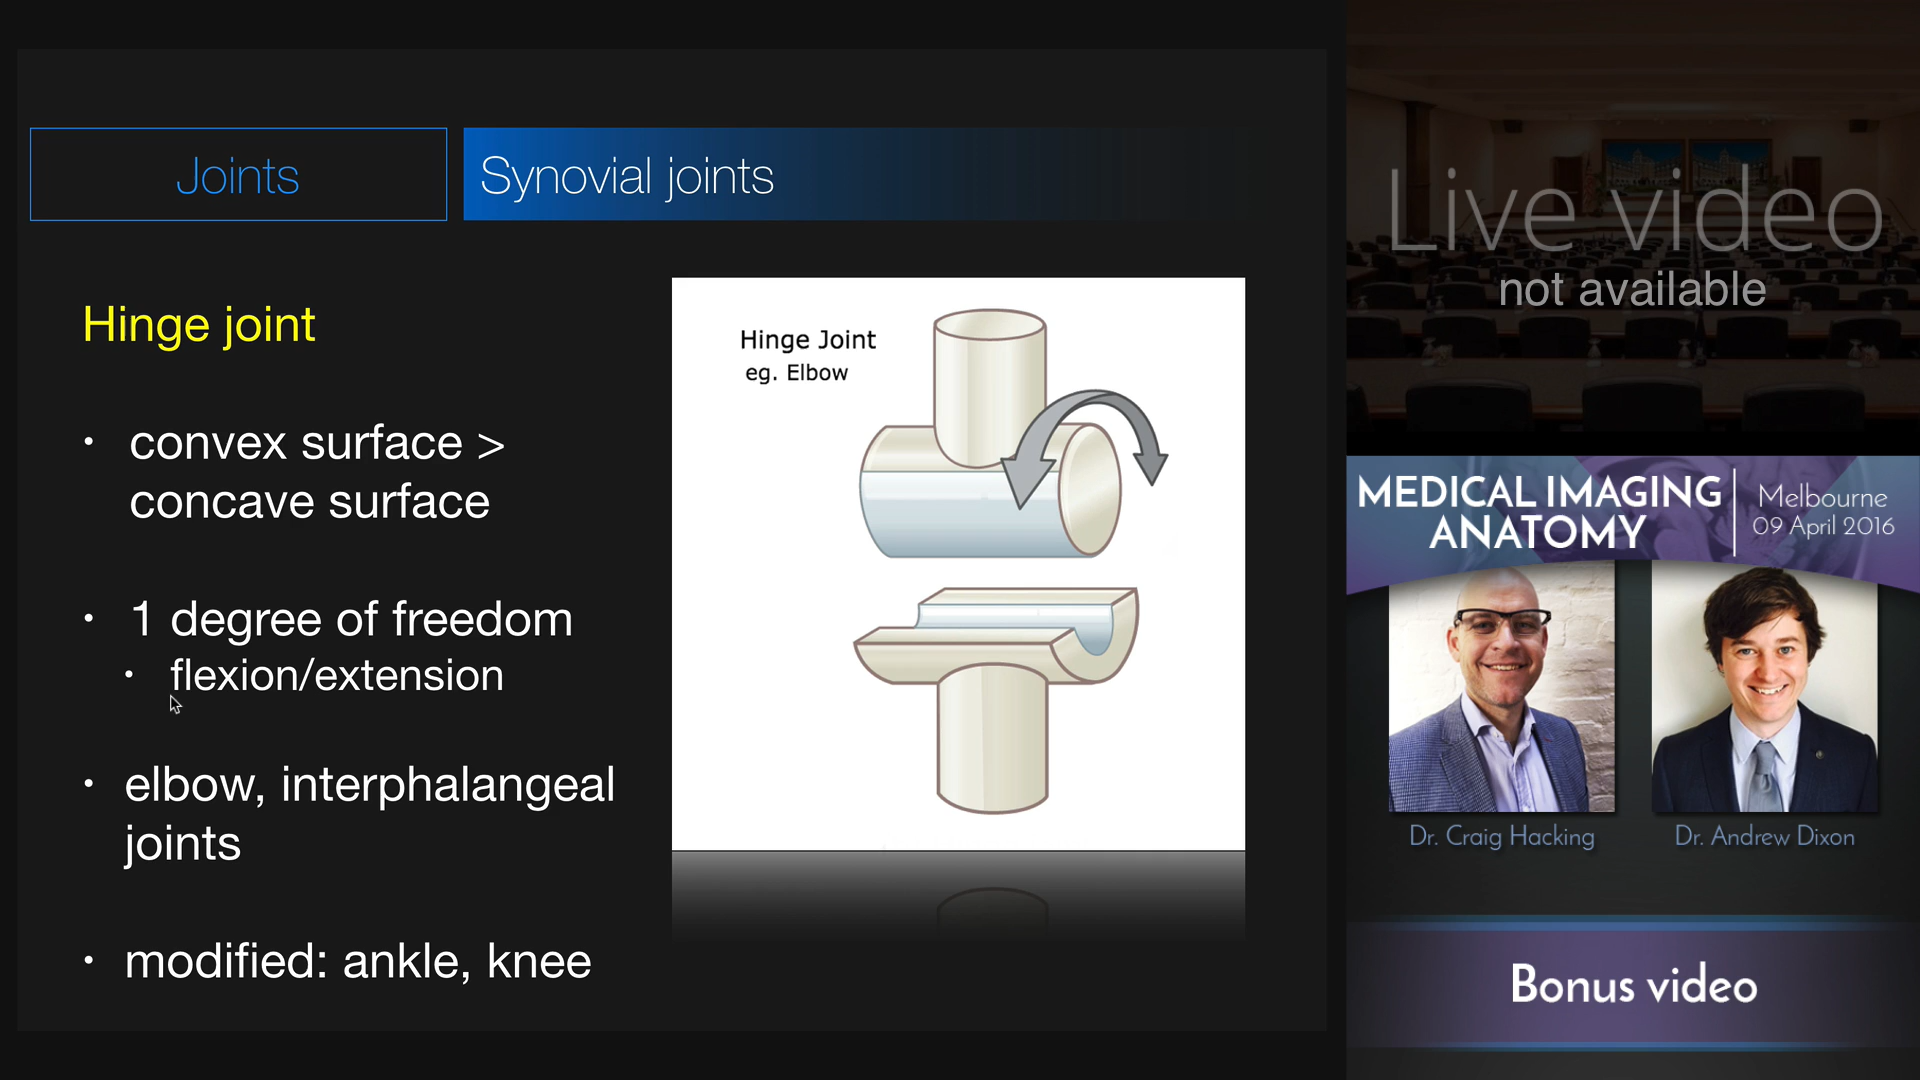 Joints
Synovial joints
Hinge joint
• convex surface >
concave surface
• 1 degree of freedom
• flexion/extension
• elbow, interphalangeal
joints
• modified: ankle, knee
Hinge Joint
eg. Elbow
Live video
not available
MEDICAL IMAGING
ANATOMY
Melbourne
09 April 2016
Dr. Craig Hacking
Dr. Andrew Dixon
Bonus video